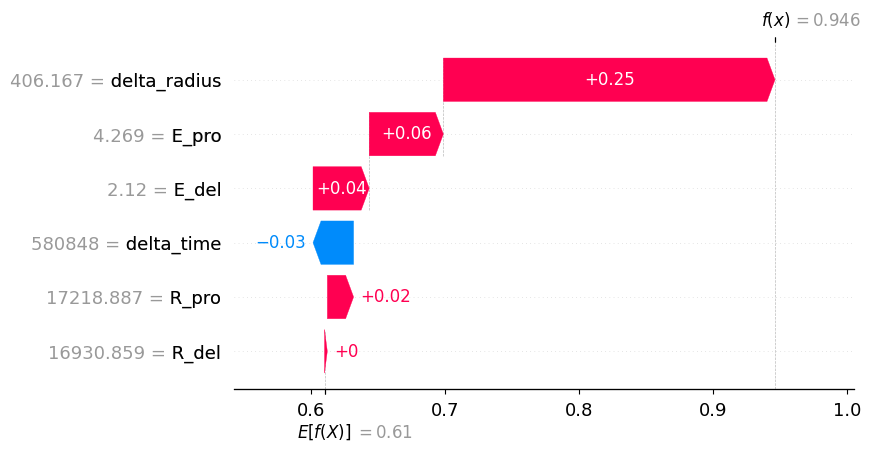 f(x) = 0.946
406.167 = delta_radius
+0.25
4.269 = E_pro
+0.06
2.12 = E_del
+0.04
580848 = delta_time
−0.03
17218.887 = R_pro
+0.02
16930.859 = R_del
+0
0.6 0.7 0.8 0.9 1.0
E[f(X)] = 0.61